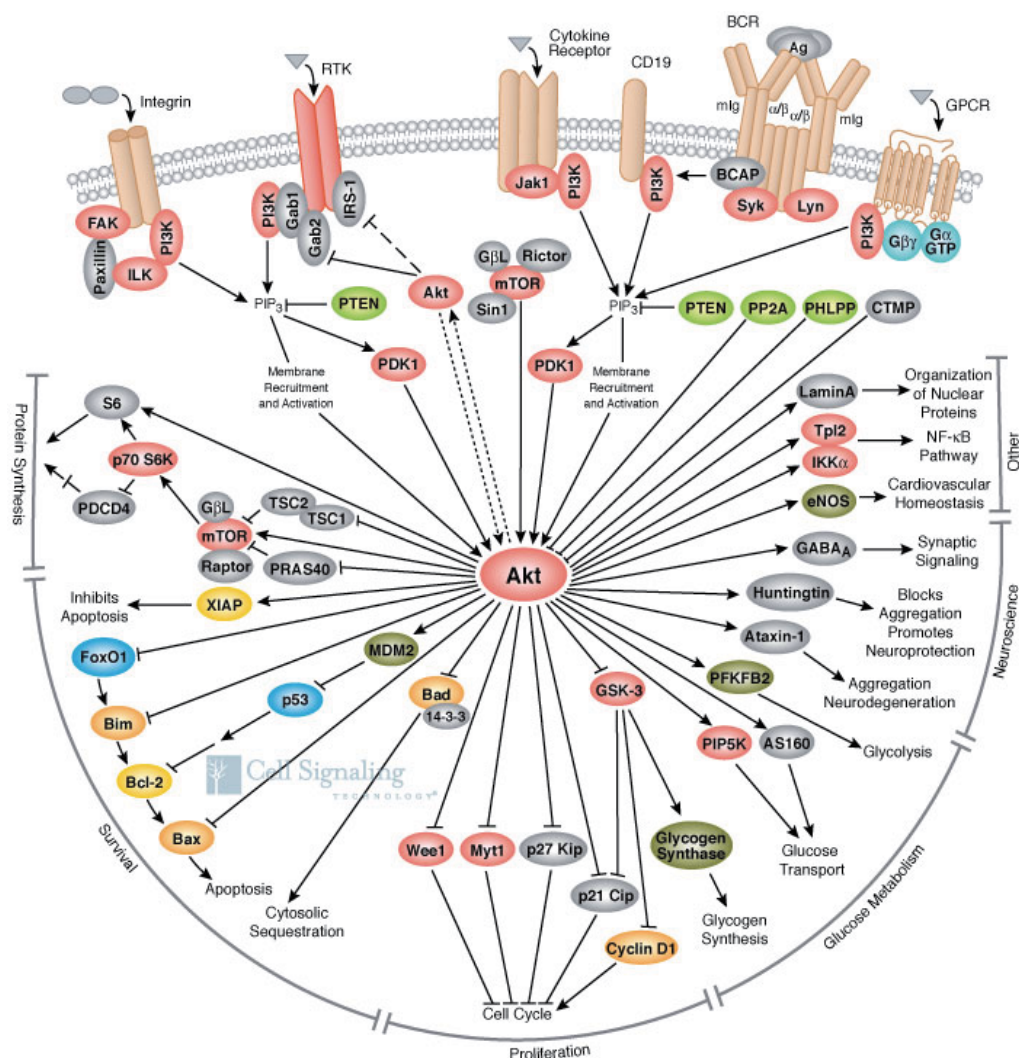 BCR
Cytokine
Receptor
Ag
RTK
CD19
Integrin
mIg
α/β
α/β
mIg
GPCR
Jak1
PI3K
PI3K
BCAP
Syk
Lyn
FAK
PI3K
Paxillin
ILK
PI3K
Gab1
Gab2
IRS-1
PI3K
Gβγ
Gα
GTP
GβL
Rictor
mTOR
Sin1
Akt
PIP3
PTEN
PIP3
PTEN
PP2A
PHLPP
CTMP
PDK1
PDK1
Membrane
Recruitment
and Activation
Membrane
Recruitment
and Activation
Protein Synthesis
S6
p70 S6K
PDCD4
GβL
mTOR
Raptor
TSC2
TSC1
PRAS40
LaminA
Organization
of Nuclear
Proteins
Tpl2
IKKα
NF-κB
Pathway
eNOS
Cardiovascular
Homeostasis
Other
Akt
GABAA
Synaptic
Signaling
Inhibits
Apoptosis
XIAP
Huntingtin
Blocks
Aggregation
Promotes
Neuroprotection
Ataxin-1
Aggregation
Neurodegeneration
Neuroscience
FoxO1
MDM2
Bim
p53
Bad
14-3-3
GSK-3
PFKFB2
PIP5K
AS160
Glycolysis
Bcl-2
Cell Signaling
TECHNOLOGY®
Bax
Apoptosis
Survival
Cytosolic
Sequestration
Wee1
Myt1
p27 Kip
p21 Cip
Glycogen
Synthase
Glucose
Transport
Glycogen
Synthesis
Glucose Metabolism
Cyclin D1
Cell Cycle
Proliferation